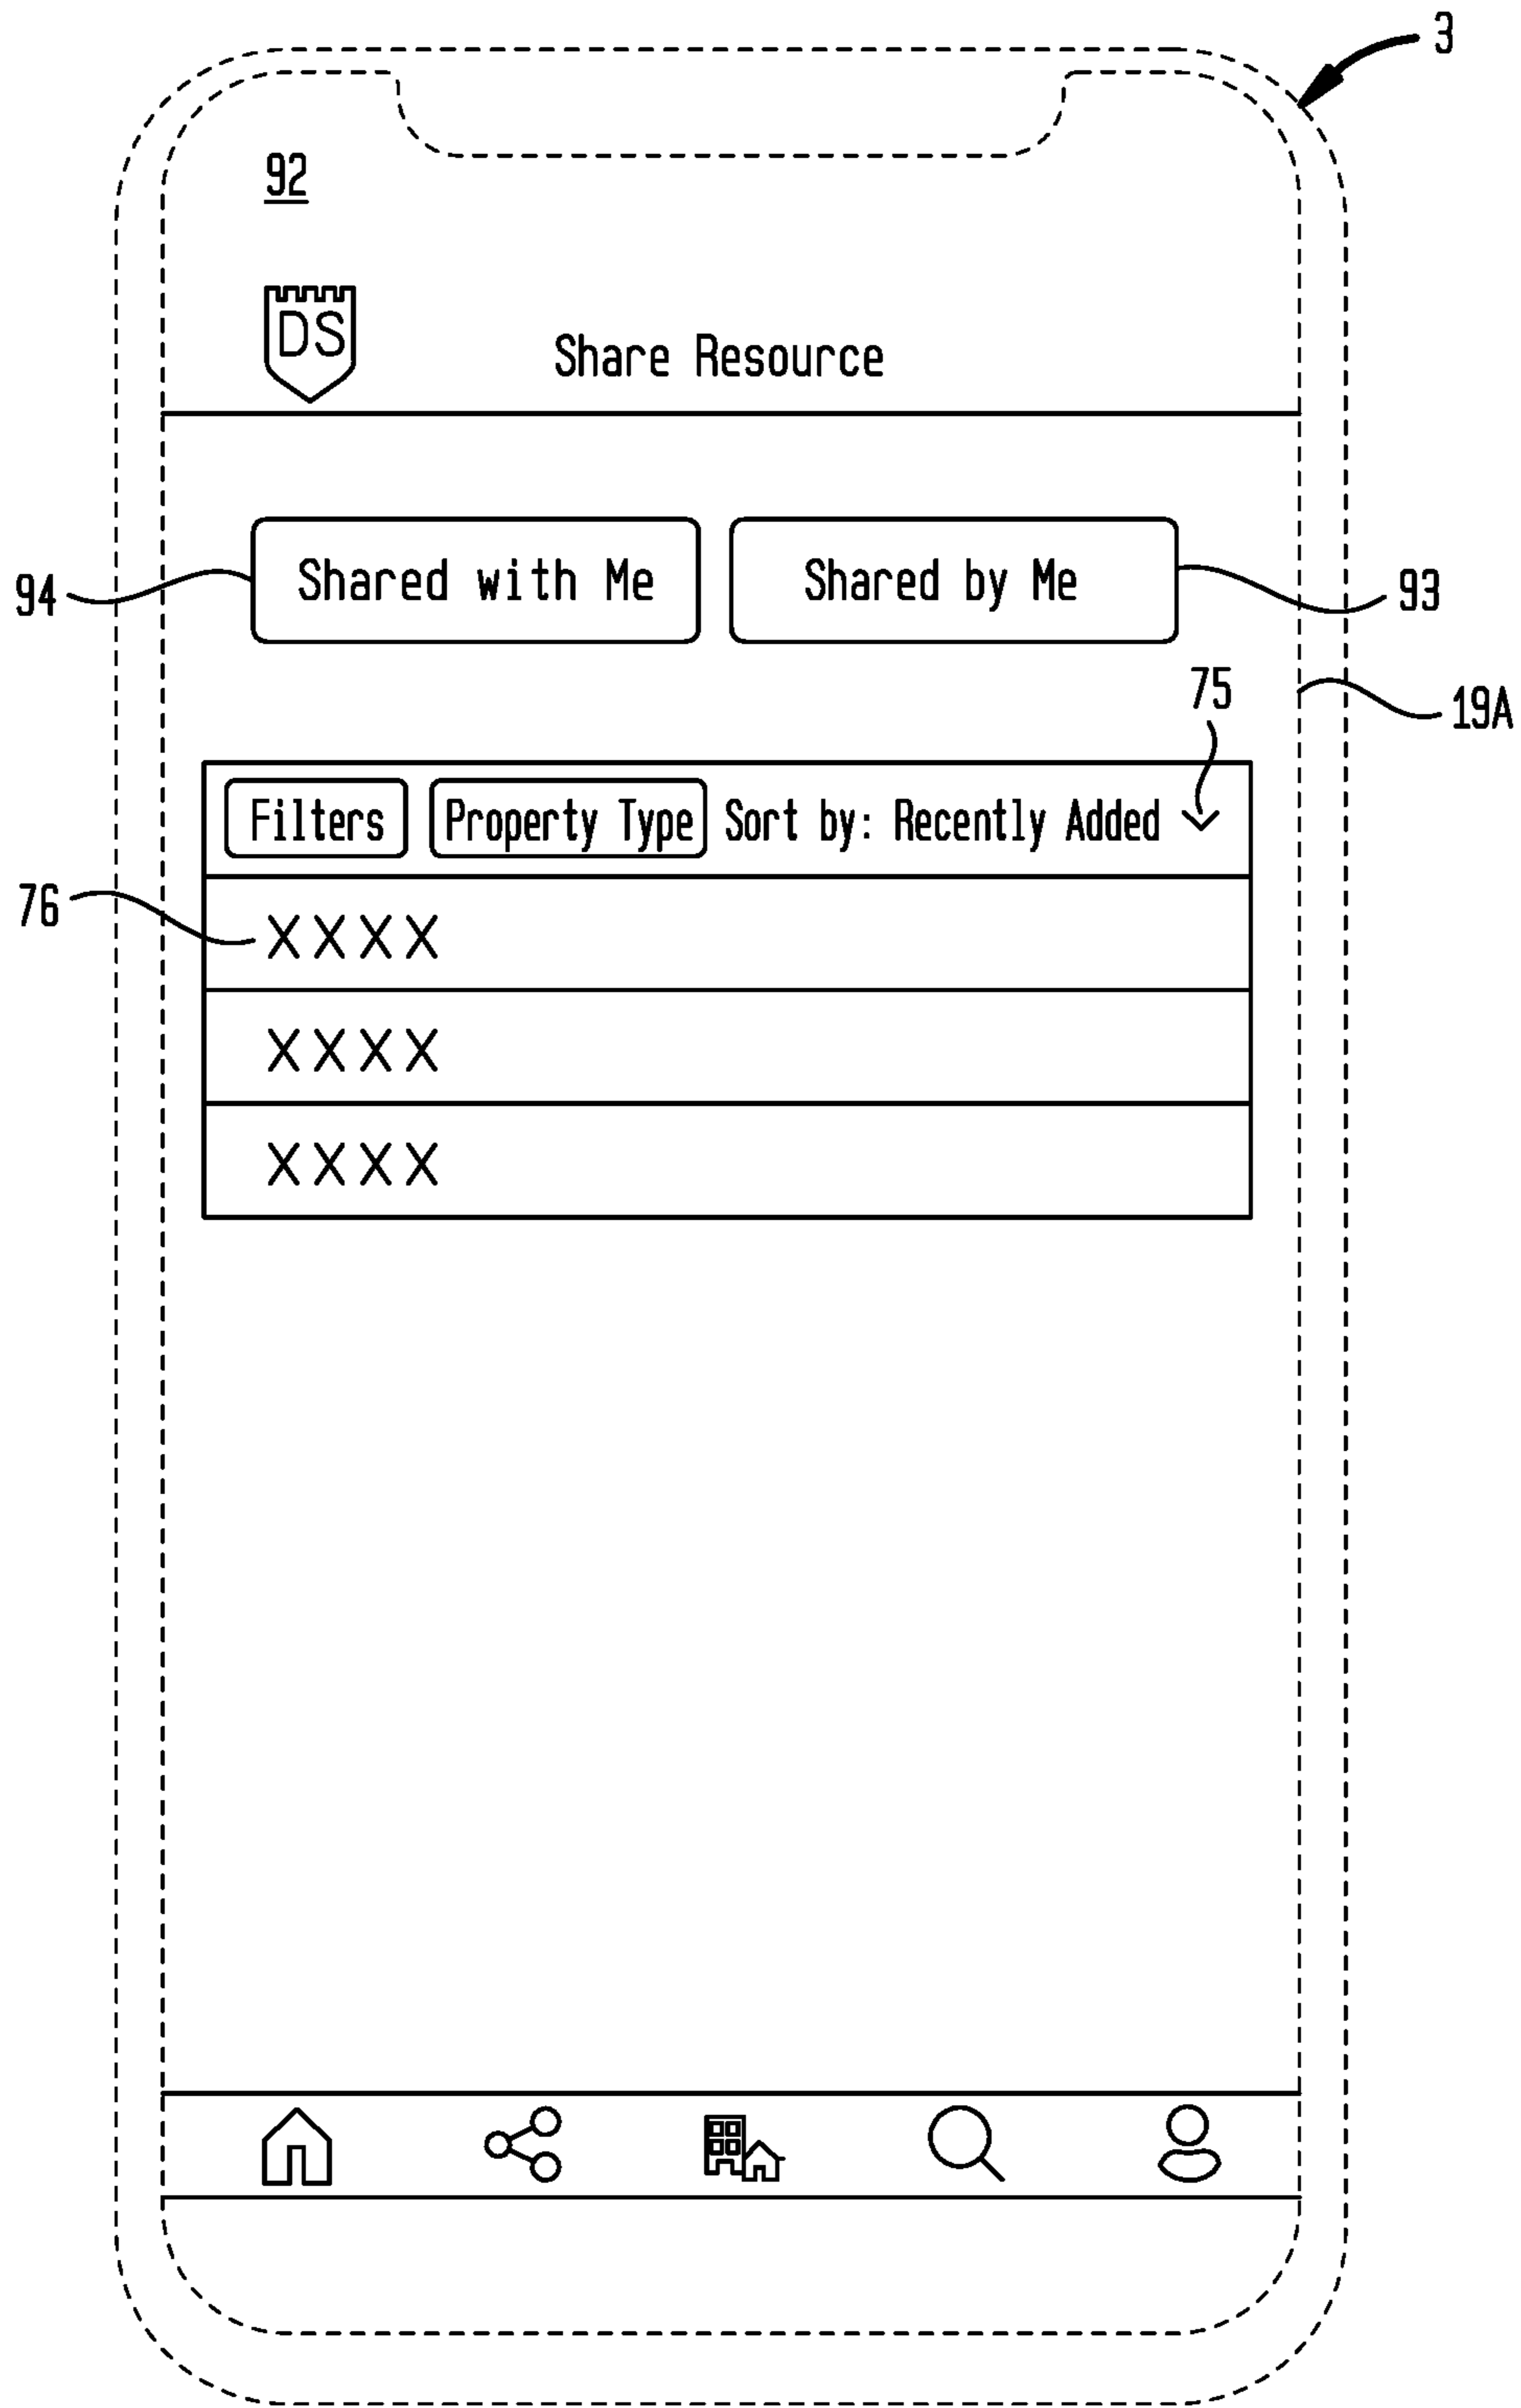 3
92
DS
Share Resource
94
Shared with Me
Shared by Me
93
75
19A
Filters
Property Type
Sort by: Recently Added
76
XXXX
XXXX
XXXX